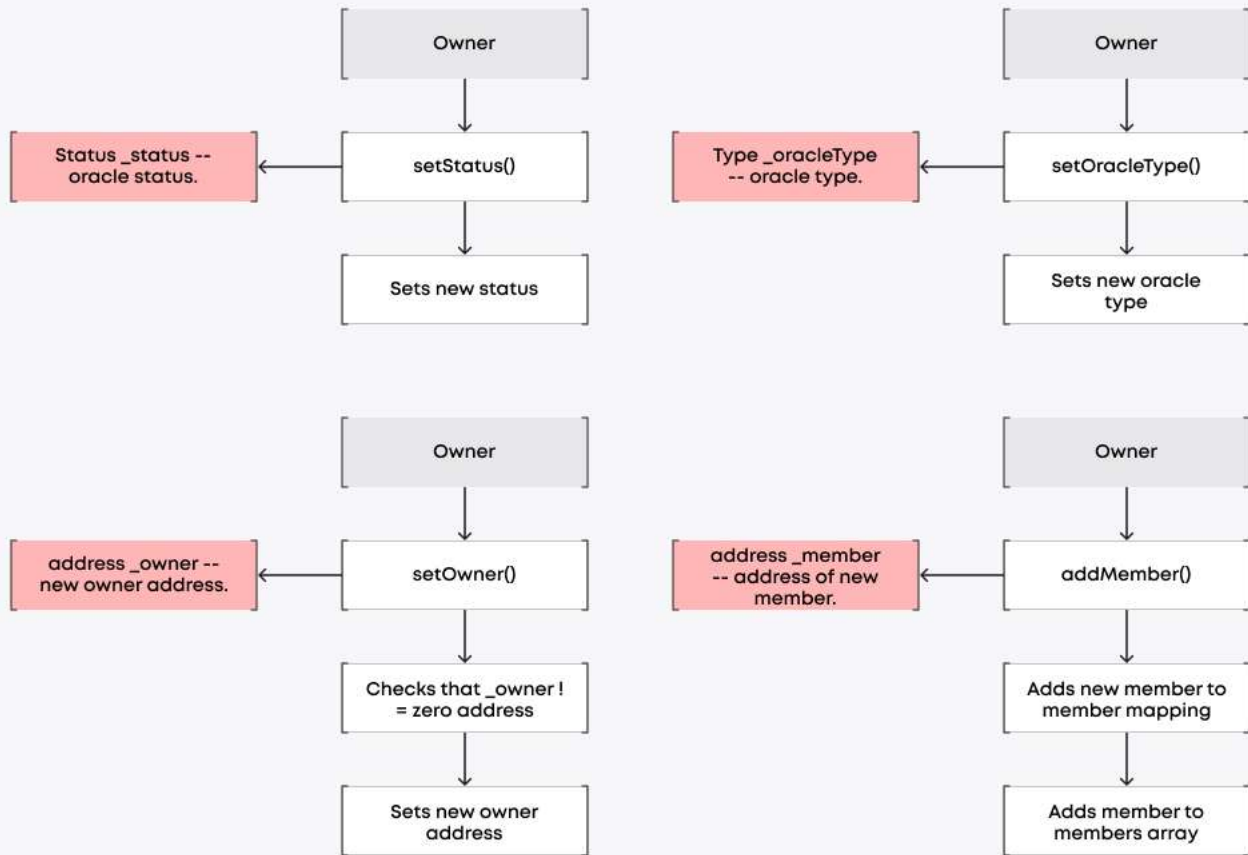 Owner
Status _status --
oracle status.
setStatus()
Sets new status
Owner
Type _oracleType
-- oracle type.
setOracleType()
Sets new oracle
type
Owner
address _owner --
new owner address.
setOwner()
Checks that _owner !
= zero address
Sets new owner
address
Owner
address _member
-- address of new
member.
addMember()
Adds new member to
member mapping
Adds member to
members array